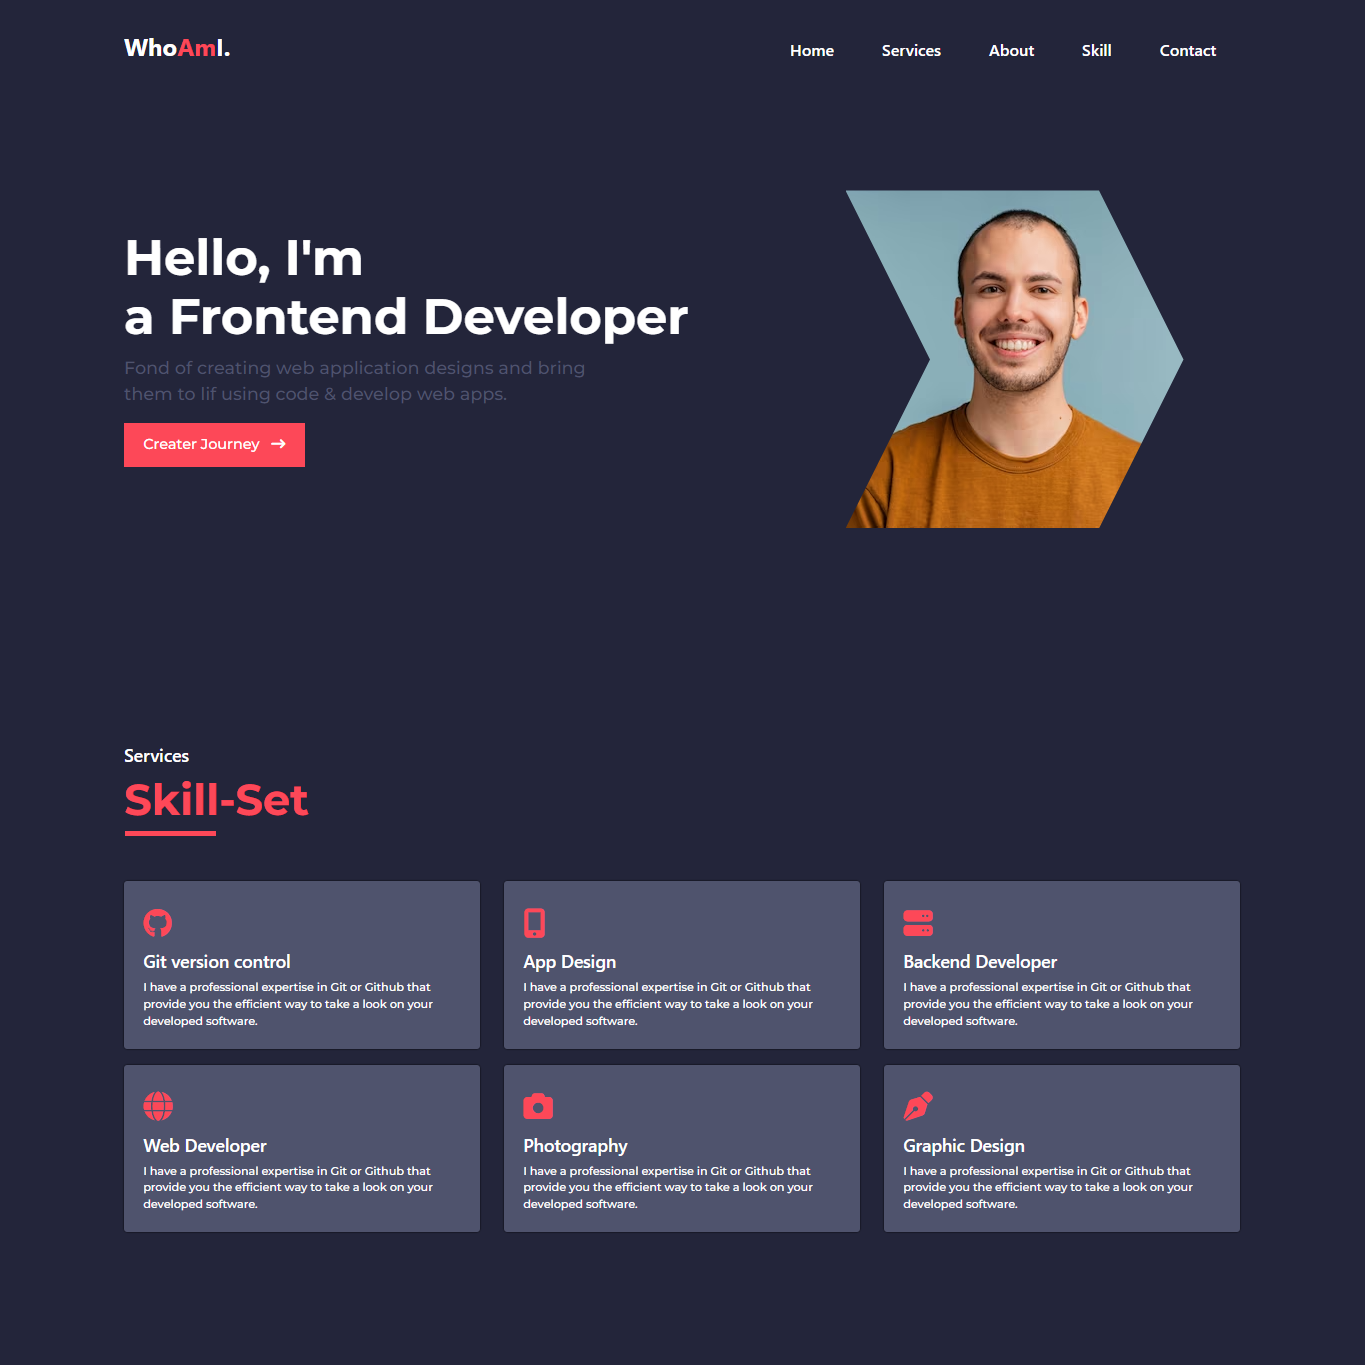 WhoAmI.
Home Services About Skill Contact
Hello, I'm
a Frontend Developer
Fond of creating web application designs and bring
them to lif using code & develop web apps.
Creater Journey →
Services
Skill-Set
Git version control
I have a professional expertise in Git or Github that
provide you the efficient way to take a look on your
developed software.
App Design
I have a professional expertise in Git or Github that
provide you the efficient way to take a look on your
developed software.
Backend Developer
I have a professional expertise in Git or Github that
provide you the efficient way to take a look on your
developed software.
Web Developer
I have a professional expertise in Git or Github that
provide you the efficient way to take a look on your
developed software.
Photography
I have a professional expertise in Git or Github that
provide you the efficient way to take a look on your
developed software.
Graphic Design
I have a professional expertise in Git or Github that
provide you the efficient way to take a look on your
developed software.